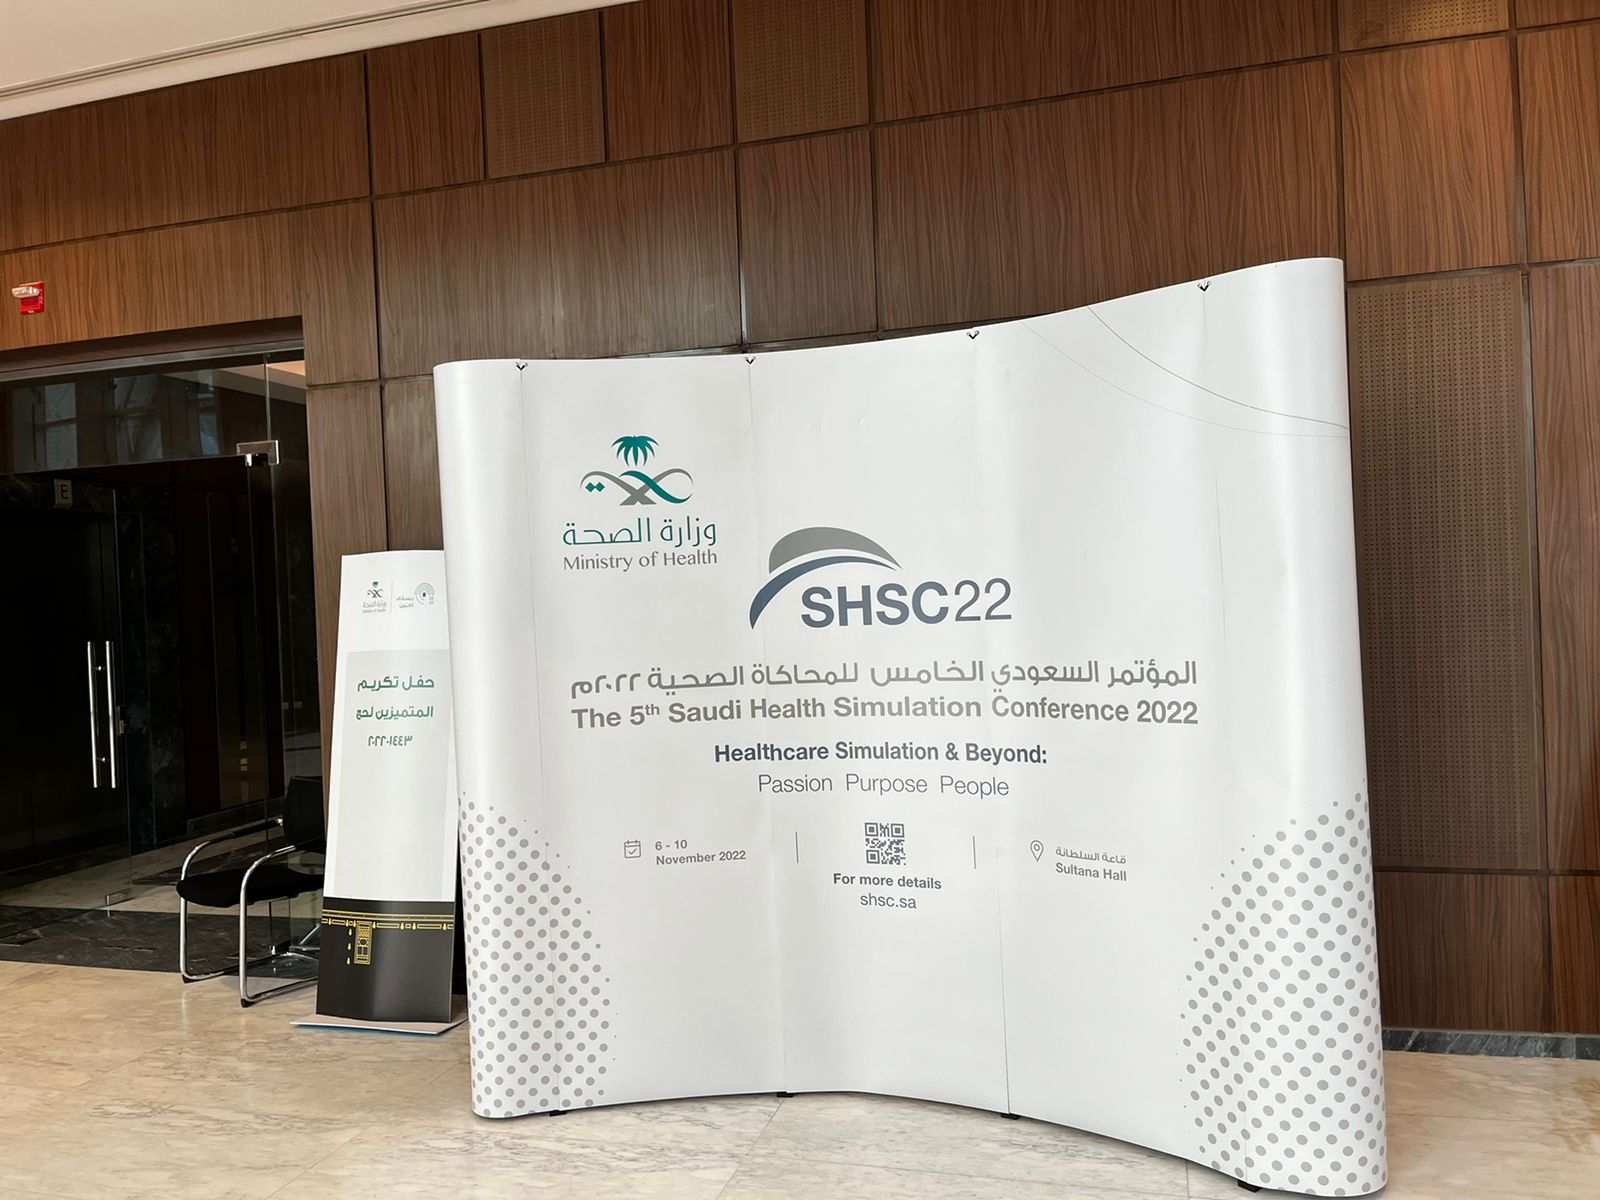 وزارة الصحة
Ministry of Health
SHSC22
المؤتمر السعودي الخامس للمحاكاة الصحية ٢٠٢٢م
The 5th Saudi Health Simulation Conference 2022
Healthcare Simulation & Beyond:
Passion Purpose People
6 - 10
November 2022
For more details
shsc.sa
قاعة السلطانة
Sultana Hall
وزارة الصحة
حفل تكريم
المتميزين لحج
١٤٤٣-٢٠٢٢
E